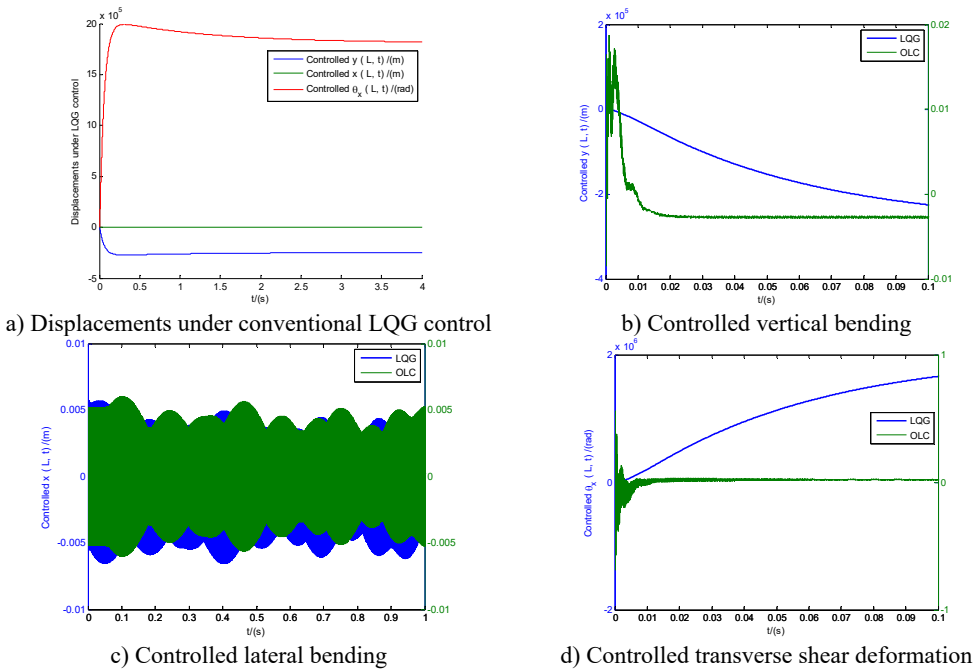 20 x 10^5
15
10
5
0
-5
0 0.5 1 1.5 2 2.5 3 3.5 4
t/(s)
Displacements under LQG control
Controlled y ( L, t) /(m)
Controlled x ( L, t) /(m)
Controlled θ_x ( L, t) /(rad)
a) Displacements under conventional LQG control
x 10^5
2
0
-2
-4
0.02
0.01
0
-0.01
0 0.01 0.02 0.03 0.04 0.05 0.06 0.07 0.08 0.09 0.1
t/(s)
Controlled y ( L, t) /(m)
LQG
OLC
b) Controlled vertical bending
0.01
0.005
0
-0.005
-0.01
0.01
0.005
0
-0.005
-0.01
0 0.1 0.2 0.3 0.4 0.5 0.6 0.7 0.8 0.9 1
t/(s)
Controlled x ( L, t) /(m)
LQG
OLC
c) Controlled lateral bending
x 10^6
2
0
2
1
0
-1
0 0.01 0.02 0.03 0.04 0.05 0.06 0.07 0.08 0.09 0.1
t/(s)
Controlled θ_x ( L, t) /(rad)
LQG
OLC
d) Controlled transverse shear deformation